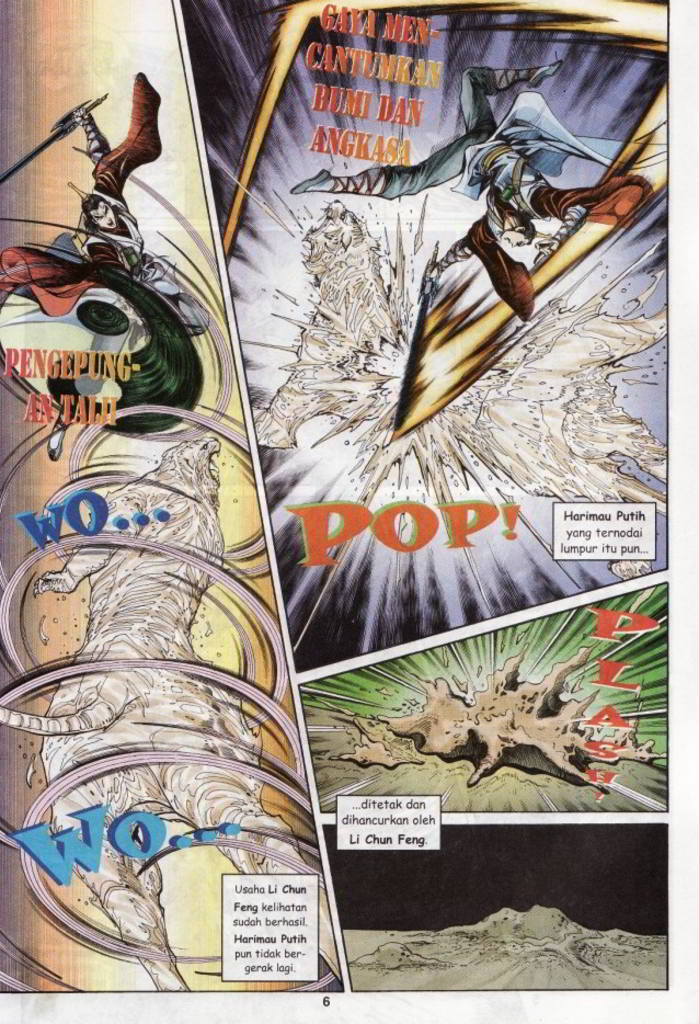 PENGEPUNG-
AN TALJI
WO...
WO...
Usaha Li Chun
Feng kelihatan
sudah berhasil.
Harimau Putih
pun tidak ber-
gerak lagi.
GAYA MEN-
CANTUMKAN
BUMI DAN
ANGKASA
POP!
Harimau Putih
yang ternodai
lumpur itu pun...
PLASH!
...ditetak dan
dihancurkan oleh
Li Chun Feng.
6